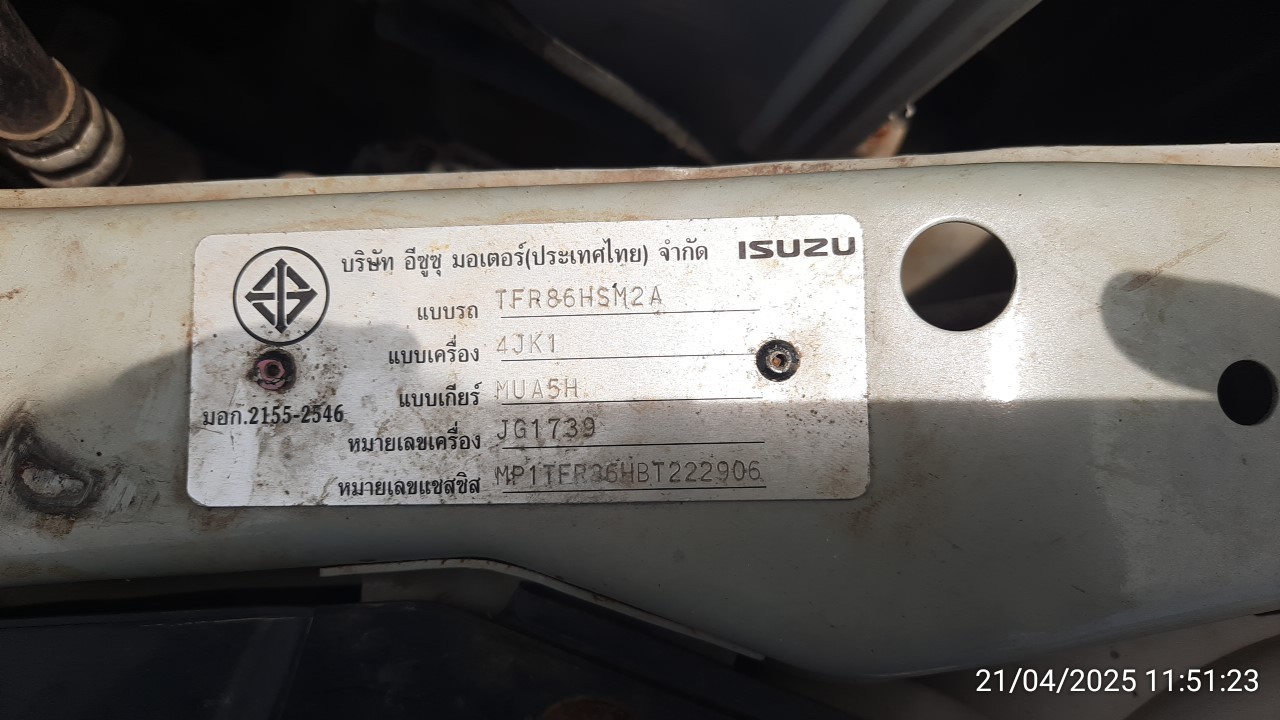 บริษัท อีซูซุ มอเตอร์(ประเทศไทย) จำกัด ISUZU
แบบรถ TFR86HSM2A
แบบเครื่อง 4JK1
แบบเกียร์ MUA5H
มอก.2155-2546
หมายเลขเครื่อง JG1739
หมายเลขแชสซิส MP1TFR86HBT222906
21/04/2025 11:51:23